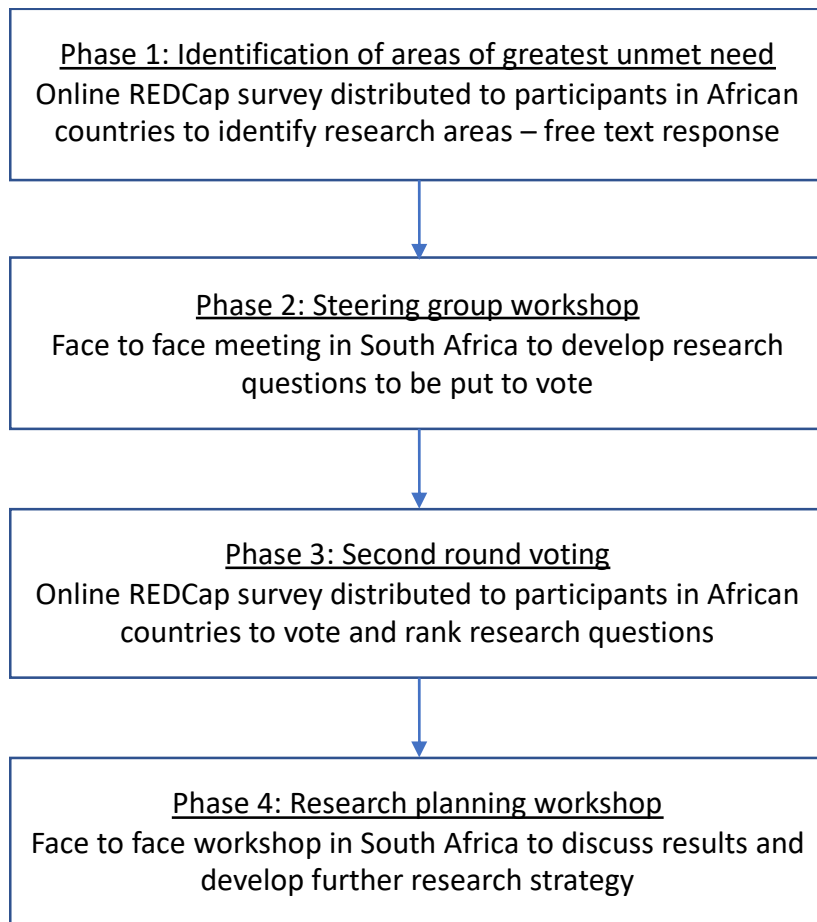 Phase 1: Identification of areas of greatest unmet need
Online REDCap survey distributed to participants in African
countries to identify research areas – free text response
Phase 2: Steering group workshop
Face to face meeting in South Africa to develop research
questions to be put to vote
Phase 3: Second round voting
Online REDCap survey distributed to participants in African
countries to vote and rank research questions
Phase 4: Research planning workshop
Face to face workshop in South Africa to discuss results and
develop further research strategy